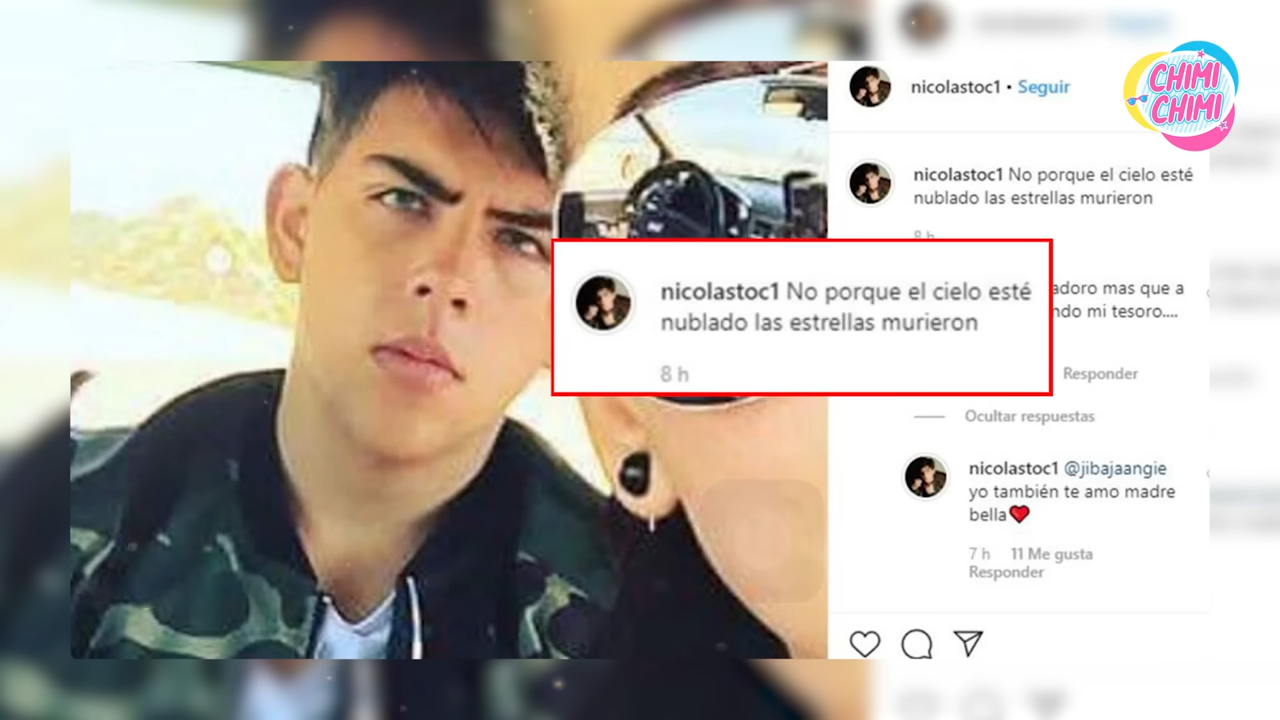 CHIMI
CHIMI
nicolastoc1 • Seguir
nicolastoc1 No porque el cielo esté
nublado las estrellas murieron
8 h
nicolastoc1 No porque el cielo esté
nublado las estrellas murieron
8 h
adoro mas que a
ndo mi tesoro....
Responder
Ocultar respuestas
nicolastoc1 @jibajaangie
yo también te amo madre
bella❤️
7 h 11 Me gusta
Responder